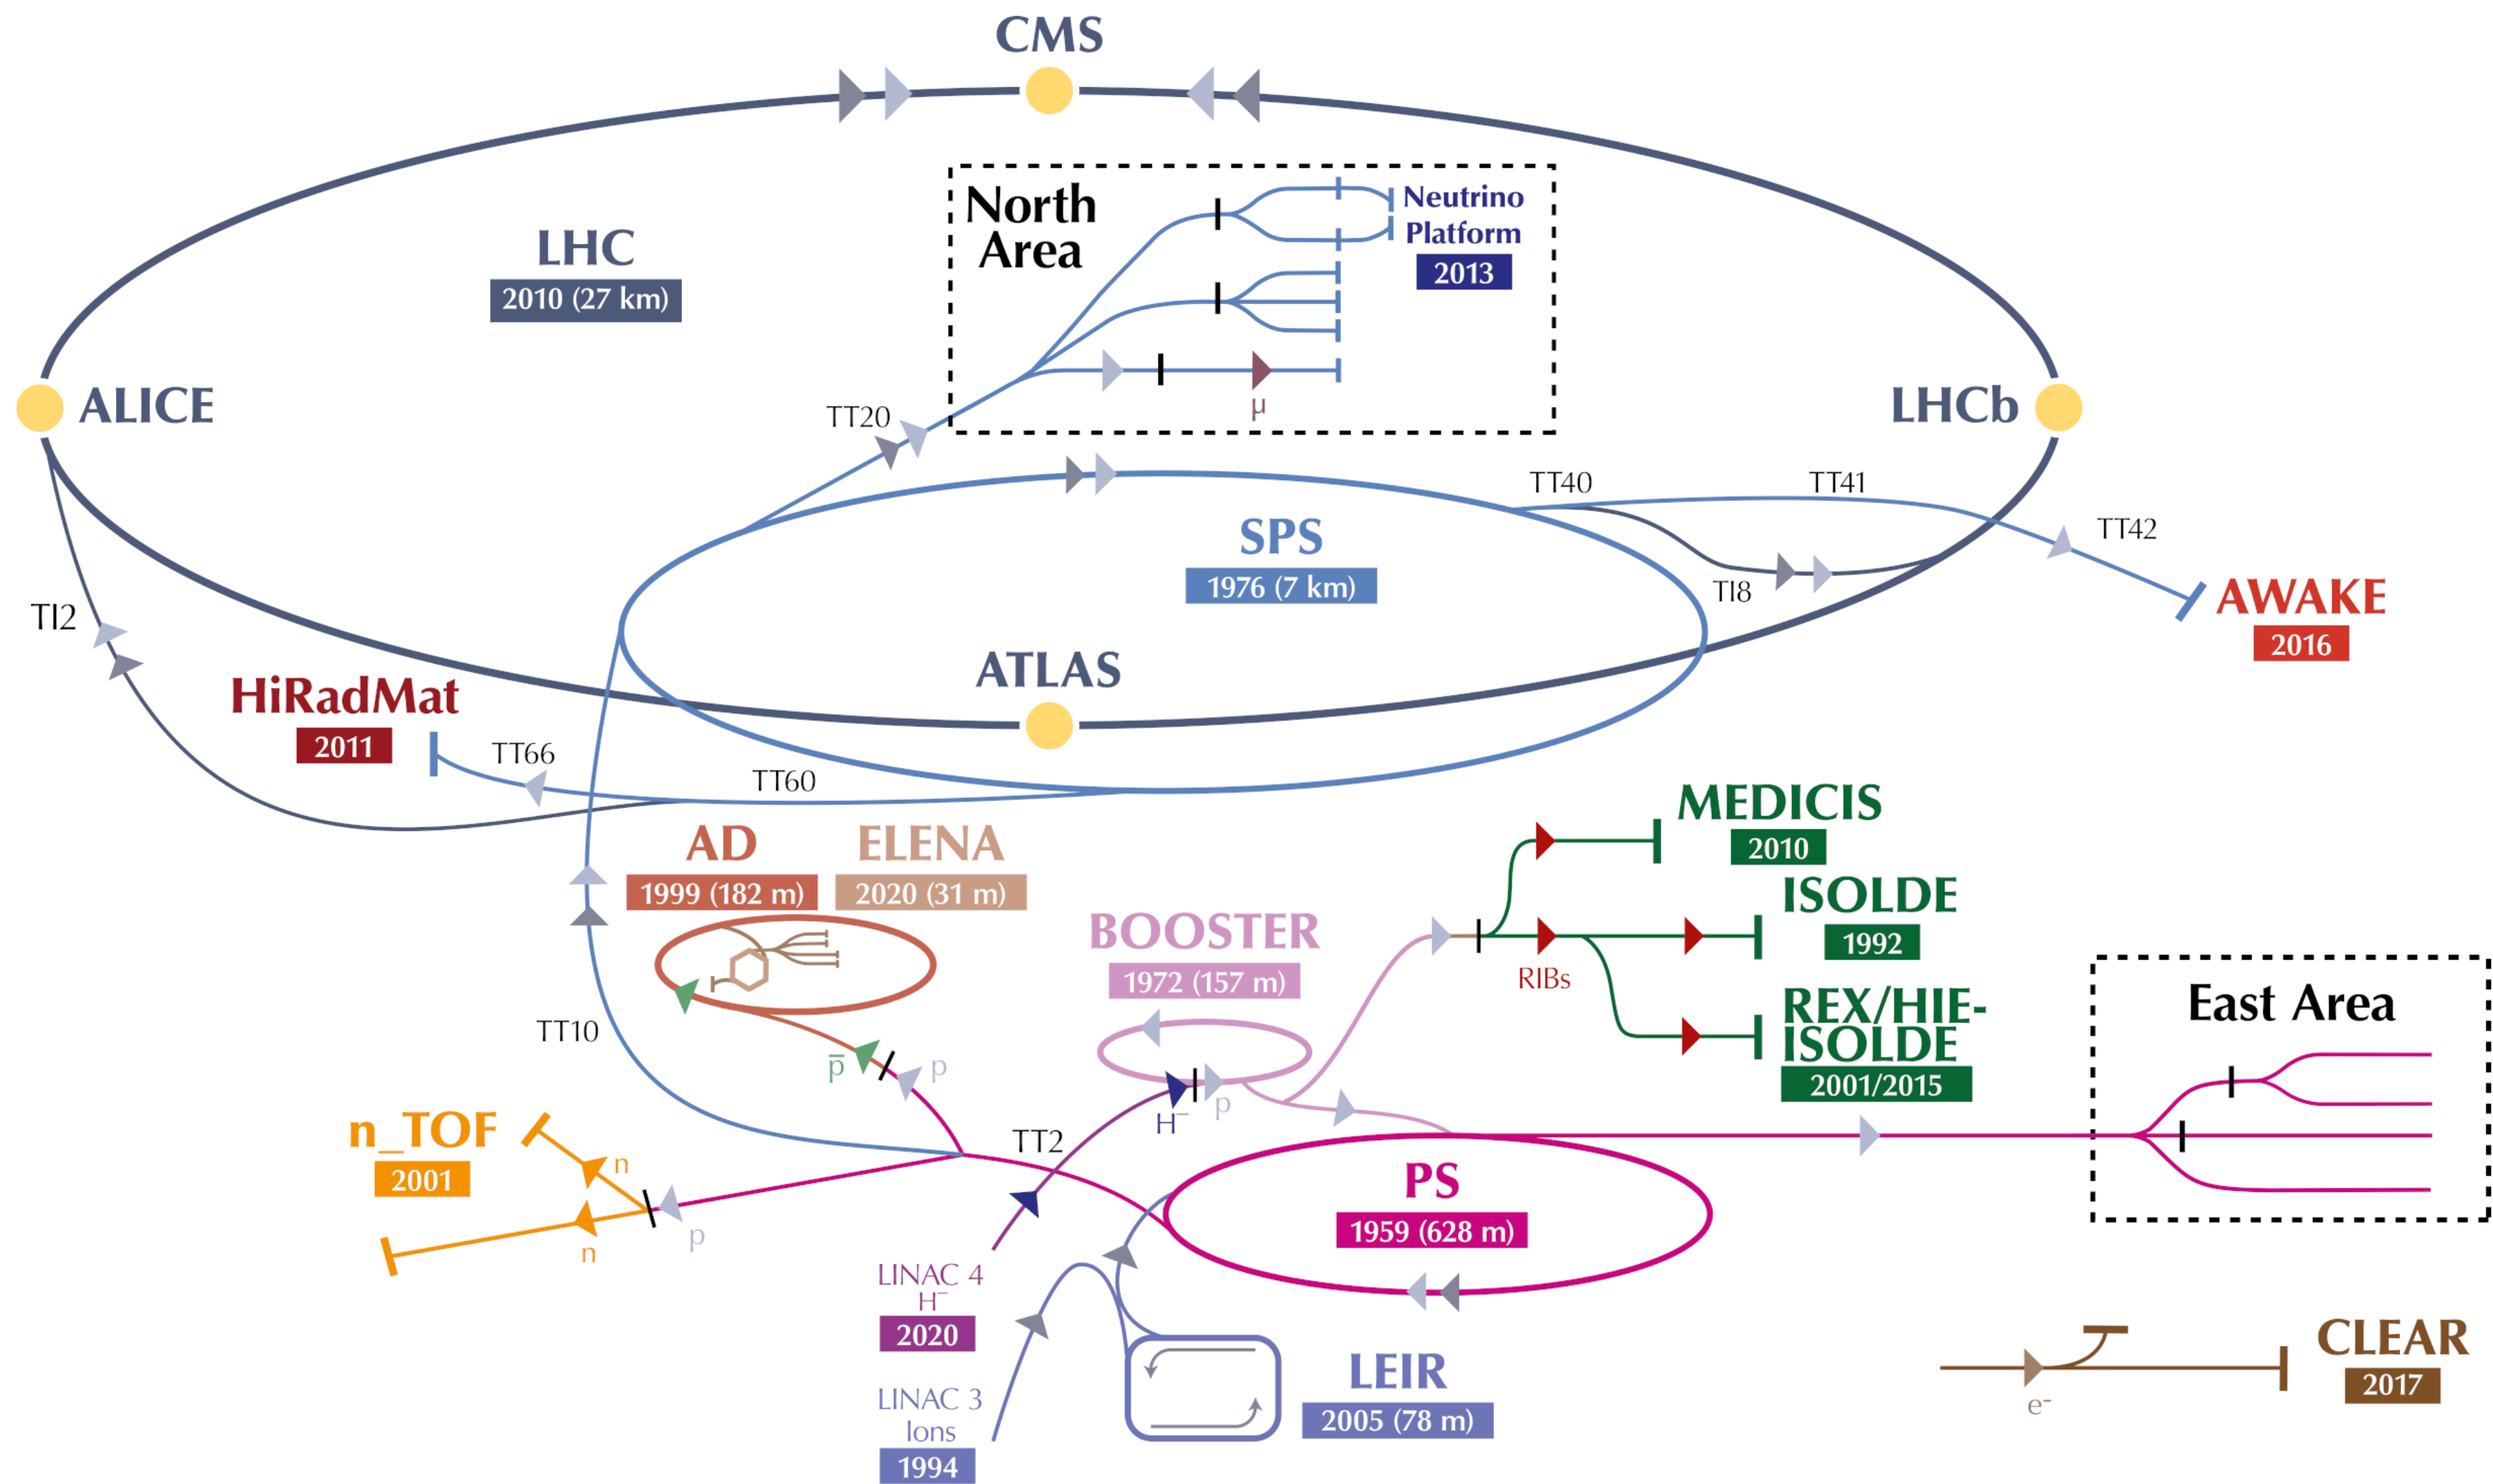 CMS
North
Area
Neutrino
Platform
2013
LHC
2010 (27 km)
μ
ALICE
LHCb
TT20
TT40
TT41
TT42
SPS
1976 (7 km)
TI8
AWAKE
2016
TI2
ATLAS
HiRadMat
2011
TT66
TT60
MEDICIS
2010
AD
1999 (182 m)
ELENA
2020 (31 m)
ISOLDE
1992
BOOSTER
1972 (157 m)
RIBs
REX/HIE-
ISOLDE
2001/2015
East Area
TT10
p̅
p
H⁻
p
n_TOF
2001
n
n
p
TT2
PS
1959 (628 m)
LINAC 4
H⁻
2020
LINAC 3
Ions
1994
LEIR
2005 (78 m)
CLEAR
2017
e⁻